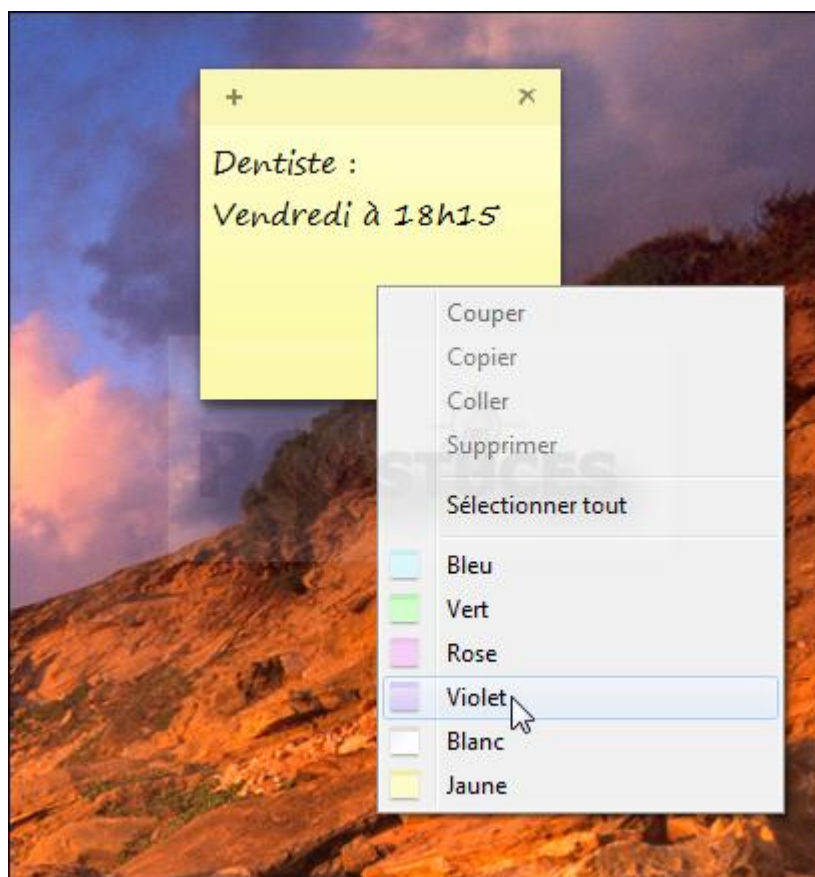 Dentiste :
Vendredi à 18h15
Couper
Copier
Coller
Supprimer
Sélectionner tout
Bleu
Vert
Rose
Violet
Blanc
Jaune